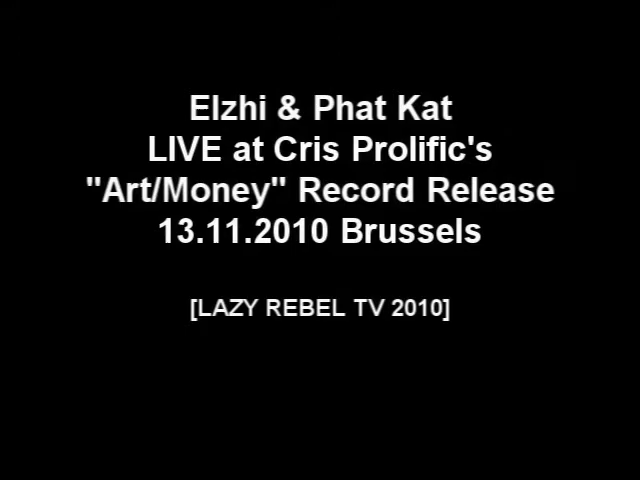 Elzhi & Phat Kat
LIVE at Cris Prolific's
"Art/Money" Record Release
13.11.2010 Brussels
[LAZY REBEL TV 2010]